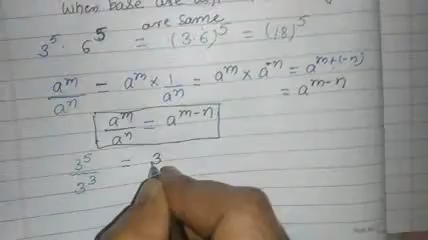 When base are
are same
3⁵ · 6⁵ = (3·6)⁵ = (18)⁵
aᵐ/aⁿ = aᵐ × 1/aⁿ = aᵐ × a⁻ⁿ = aᵐ⁺⁽⁻ⁿ⁾
= aᵐ⁻ⁿ
aᵐ/aⁿ = aᵐ⁻ⁿ
3⁵/3³ = 3